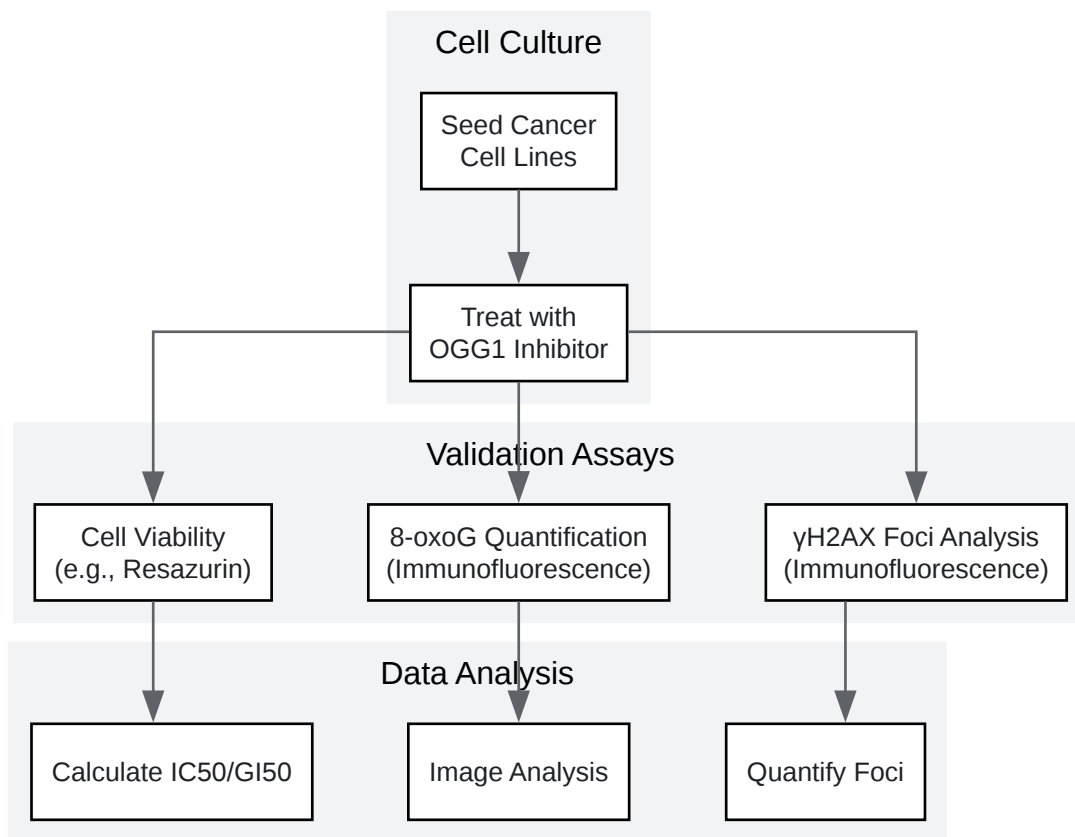 Cell Culture
Seed Cancer
Cell Lines
Treat with
OGG1 Inhibitor
Validation Assays
Cell Viability
(e.g., Resazurin)
8-oxoG Quantification
(Immunofluorescence)
γH2AX Foci Analysis
(Immunofluorescence)
Data Analysis
Calculate IC50/GI50
Image Analysis
Quantify Foci